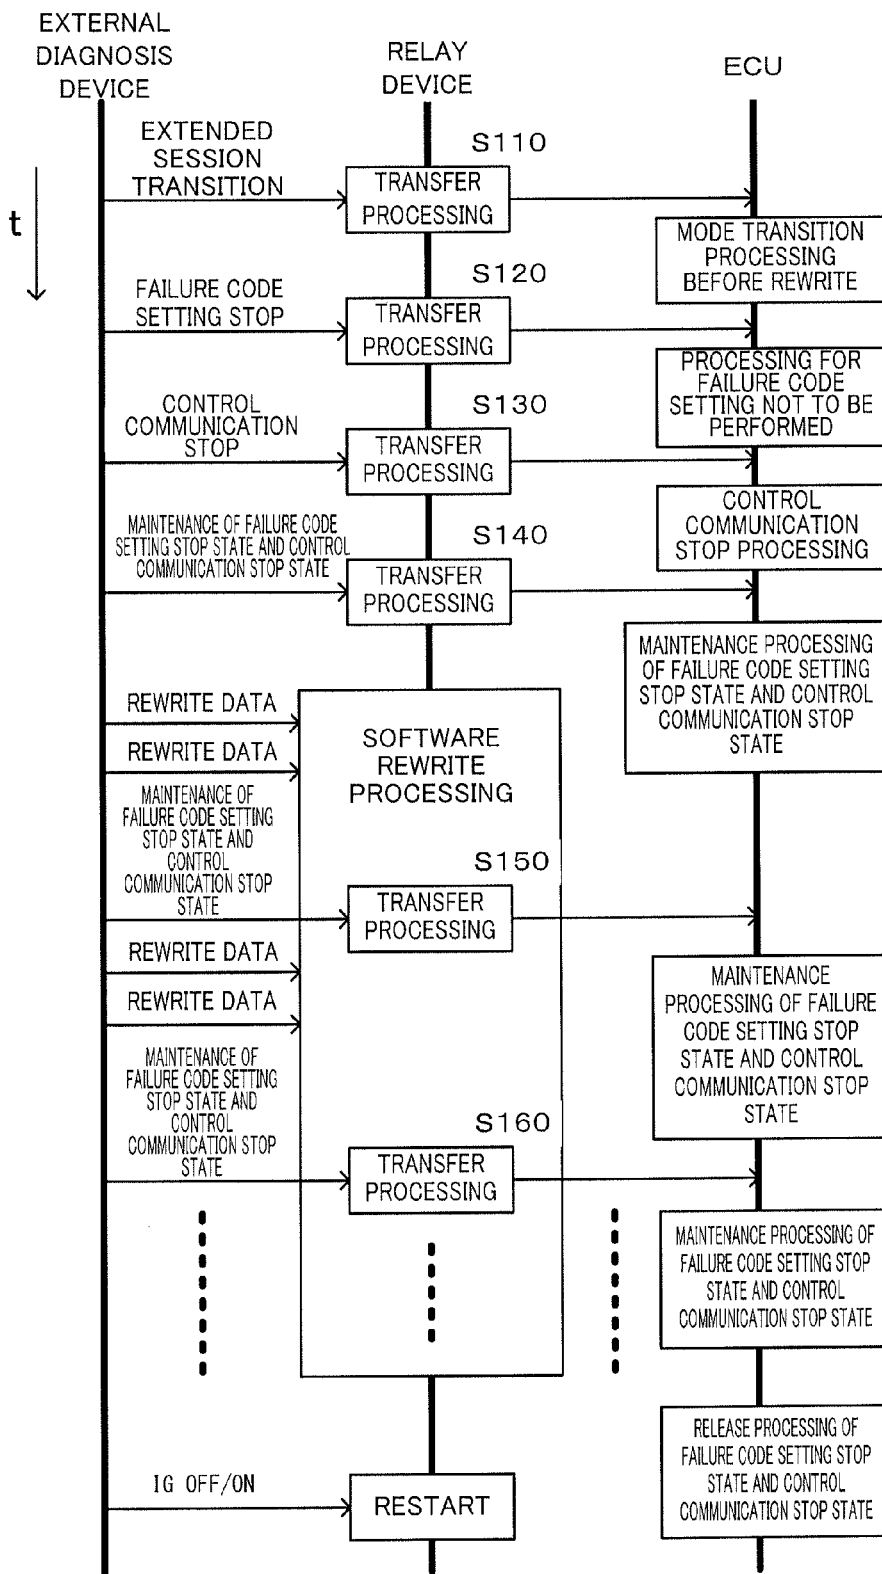 EXTERNAL
DIAGNOSIS
DEVICE
RELAY
DEVICE
ECU
t
EXTENDED
SESSION
TRANSITION
S110
TRANSFER
PROCESSING
MODE TRANSITION
PROCESSING
BEFORE REWRITE
FAILURE CODE
SETTING STOP
S120
TRANSFER
PROCESSING
PROCESSING FOR
FAILURE CODE
SETTING NOT TO BE
PERFORMED
CONTROL
COMMUNICATION
STOP
S130
TRANSFER
PROCESSING
CONTROL
COMMUNICATION
STOP PROCESSING
MAINTENANCE OF FAILURE CODE
SETTING STOP STATE AND CONTROL
COMMUNICATION STOP STATE
S140
TRANSFER
PROCESSING
MAINTENANCE PROCESSING
OF FAILURE CODE SETTING
STOP STATE AND CONTROL
COMMUNICATION STOP
STATE
REWRITE DATA
REWRITE DATA
SOFTWARE
REWRITE
PROCESSING
MAINTENANCE OF
FAILURE CODE SETTING
STOP STATE AND
CONTROL
COMMUNICATION STOP
STATE
S150
TRANSFER
PROCESSING
REWRITE DATA
REWRITE DATA
MAINTENANCE
PROCESSING OF FAILURE
CODE SETTING STOP
STATE AND CONTROL
COMMUNICATION STOP
STATE
MAINTENANCE OF
FAILURE CODE SETTING
STOP STATE AND
CONTROL
COMMUNICATION STOP
STATE
S160
TRANSFER
PROCESSING
MAINTENANCE PROCESSING OF
FAILURE CODE SETTING STOP
STATE AND CONTROL
COMMUNICATION STOP STATE
RELEASE PROCESSING OF
FAILURE CODE SETTING STOP
STATE AND CONTROL
COMMUNICATION STOP STATE
IG OFF/ON
RESTART